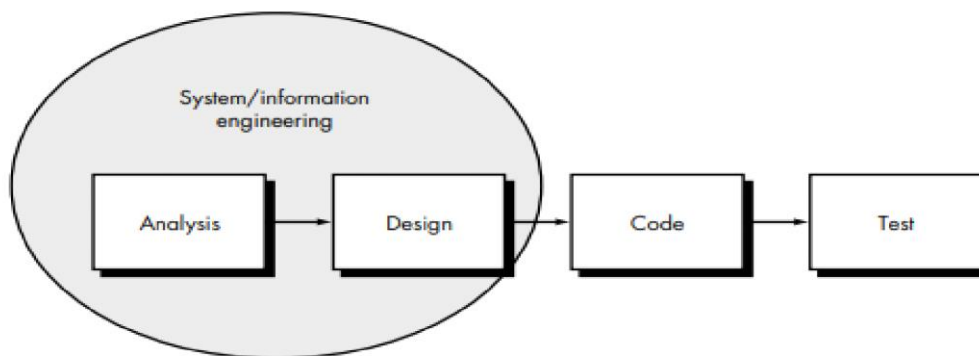 System/information
engineering
Analysis
Design
Code
Test